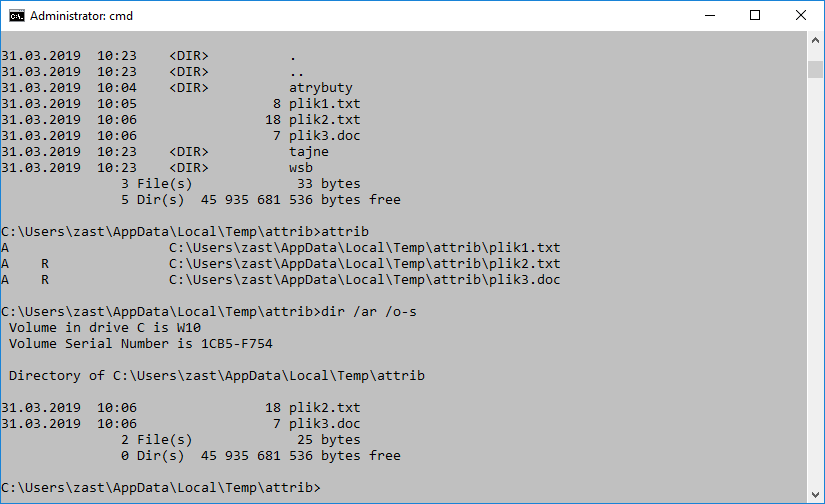 Administrator: cmd
31.03.2019  10:23    <DIR>          .
31.03.2019  10:23    <DIR>          ..
31.03.2019  10:04    <DIR>          atrybuty
31.03.2019  10:05                 8 plik1.txt
31.03.2019  10:06                18 plik2.txt
31.03.2019  10:06                 7 plik3.doc
31.03.2019  10:23    <DIR>          tajne
31.03.2019  10:23    <DIR>          wsb
               3 File(s)             33 bytes
               5 Dir(s)  45 935 681 536 bytes free
C:\Users\zast\AppData\Local\Temp\attrib>attrib
A                    C:\Users\zast\AppData\Local\Temp\attrib\plik1.txt
A    R               C:\Users\zast\AppData\Local\Temp\attrib\plik2.txt
A    R               C:\Users\zast\AppData\Local\Temp\attrib\plik3.doc
C:\Users\zast\AppData\Local\Temp\attrib>dir /ar /o-s
 Volume in drive C is W10
 Volume Serial Number is 1CB5-F754
 Directory of C:\Users\zast\AppData\Local\Temp\attrib
31.03.2019  10:06                18 plik2.txt
31.03.2019  10:06                 7 plik3.doc
               2 File(s)             25 bytes
               0 Dir(s)  45 935 681 536 bytes free
C:\Users\zast\AppData\Local\Temp\attrib>